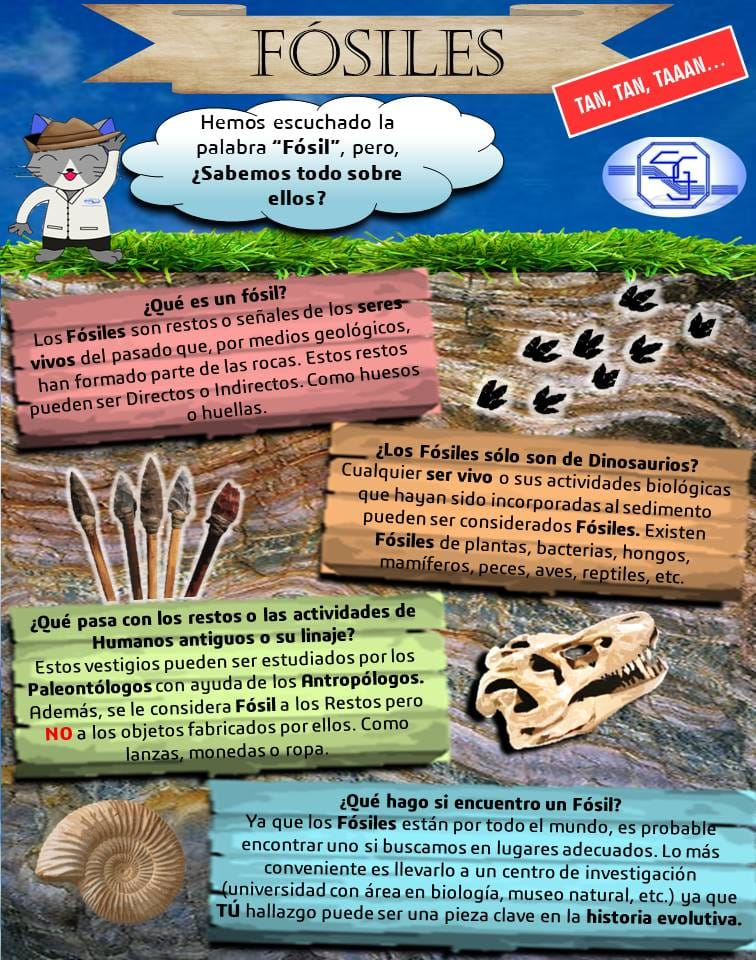 FÓSILES
TAN, TAN, TAAAN...
Hemos escuchado la
palabra “Fósil”, pero,
¿Sabemos todo sobre
ellos?
SGJ
¿Qué es un fósil?
Los Fósiles son restos o señales de los seres
vivos del pasado que, por medios geológicos,
han formado parte de las rocas. Estos restos
pueden ser Directos o Indirectos. Como huesos
o huellas.
¿Los Fósiles sólo son de Dinosaurios?
Cualquier ser vivo o sus actividades biológicas
que hayan sido incorporadas al sedimento
pueden ser considerados Fósiles. Existen
Fósiles de plantas, bacterias, hongos,
mamíferos, peces, aves, reptiles, etc.
¿Qué pasa con los restos o las actividades de
Humanos antiguos o su linaje?
Estos vestigios pueden ser estudiados por los
Paleontólogos con ayuda de los Antropólogos.
Además, se le considera Fósil a los Restos pero
NO a los objetos fabricados por ellos. Como
lanzas, monedas o ropa.
¿Qué hago si encuentro un Fósil?
Ya que los Fósiles están por todo el mundo, es probable
encontrar uno si buscamos en lugares adecuados. Lo más
conveniente es llevarlo a un centro de investigación
(universidad con área en biología, museo natural, etc.) ya que
TÚ hallazgo puede ser una pieza clave en la historia evolutiva.